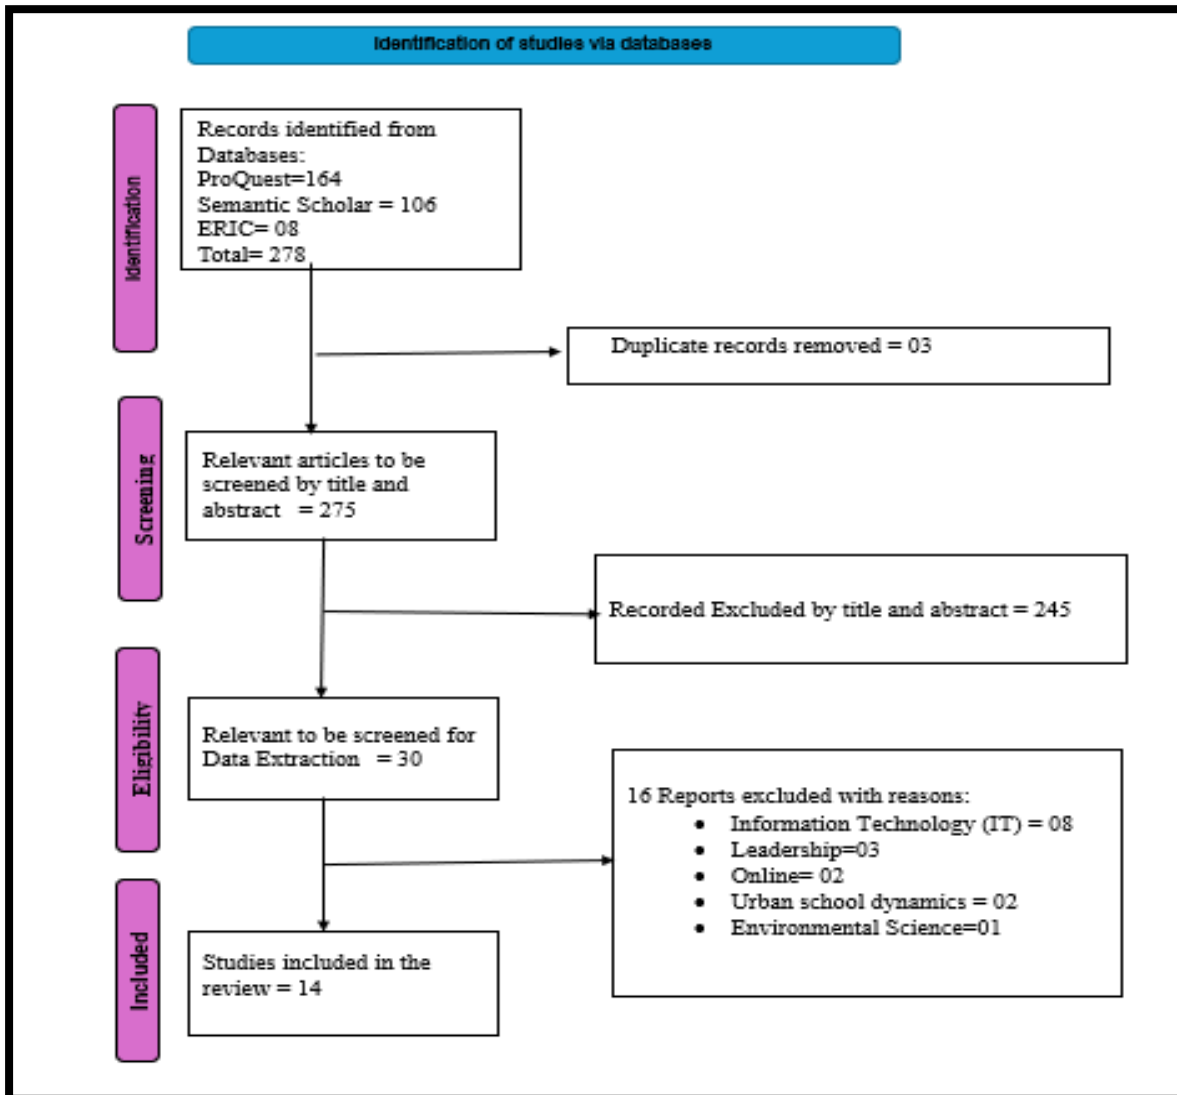 Identification of studies via databases
Identification
Records identified from
Databases:
ProQuest=164
Semantic Scholar = 106
ERIC= 08
Total= 278
Duplicate records removed = 03
Screening
Relevant articles to be
screened by title and
abstract = 275
Recorded Excluded by title and abstract = 245
Eligibility
Relevant to be screened for
Data Extraction = 30
16 Reports excluded with reasons:
• Information Technology (IT) = 08
• Leadership=03
• Online= 02
• Urban school dynamics = 02
• Environmental Science=01
Included
Studies included in the
review = 14